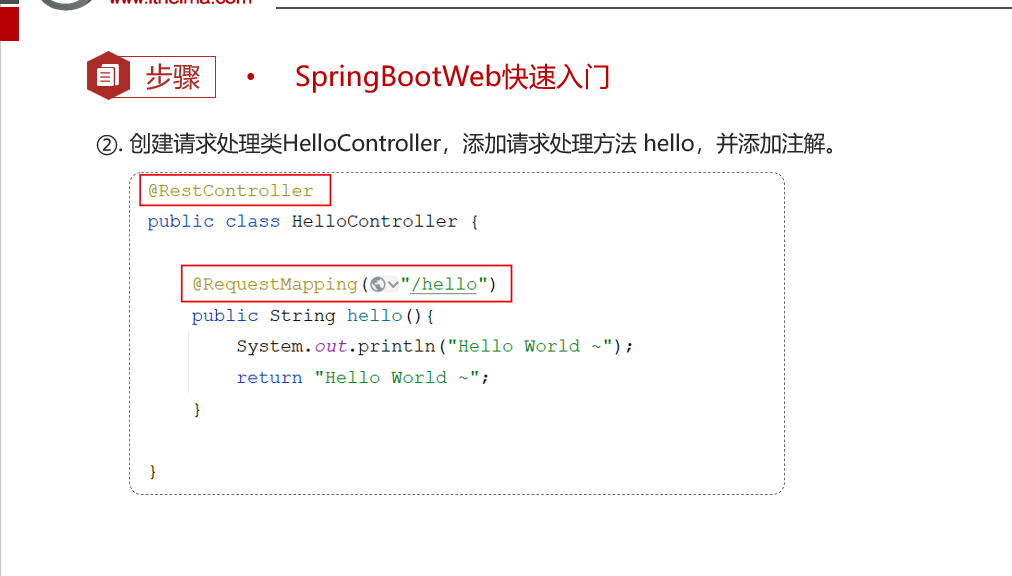 www.itheima.com
步骤
• SpringBootWeb快速入门
②. 创建请求处理类HelloController，添加请求处理方法 hello，并添加注解。
@RestController
public class HelloController {
@RequestMapping("/hello")
public String hello(){
System.out.println("Hello World ~");
return "Hello World ~";
}
}